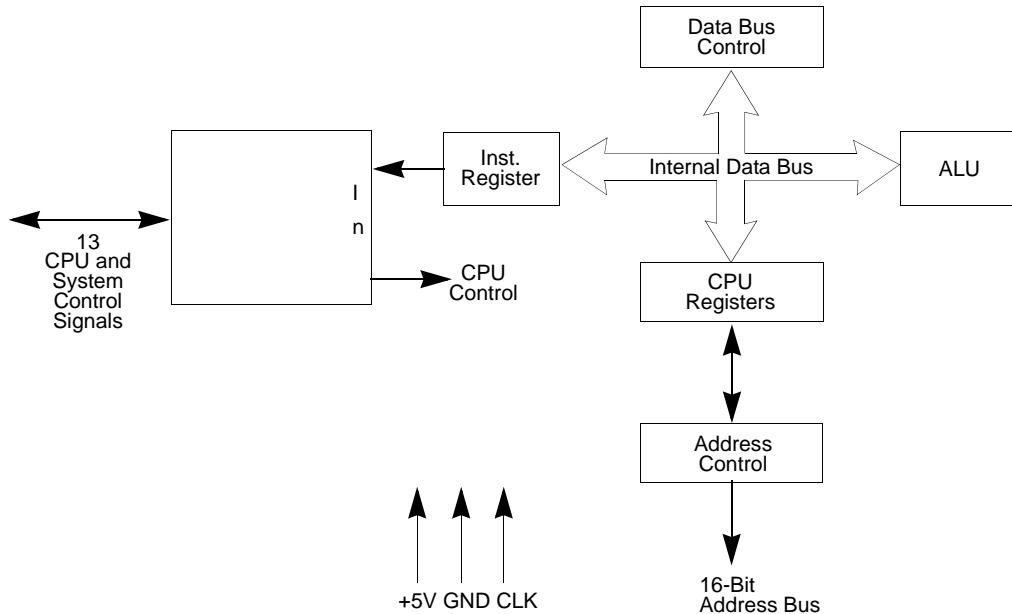 Data Bus
Control
Inst.
Register
Internal Data Bus
ALU
I
n
13
CPU and
System
Control
Signals
CPU
Control
CPU
Registers
Address
Control
+5V GND CLK
16-Bit
Address Bus